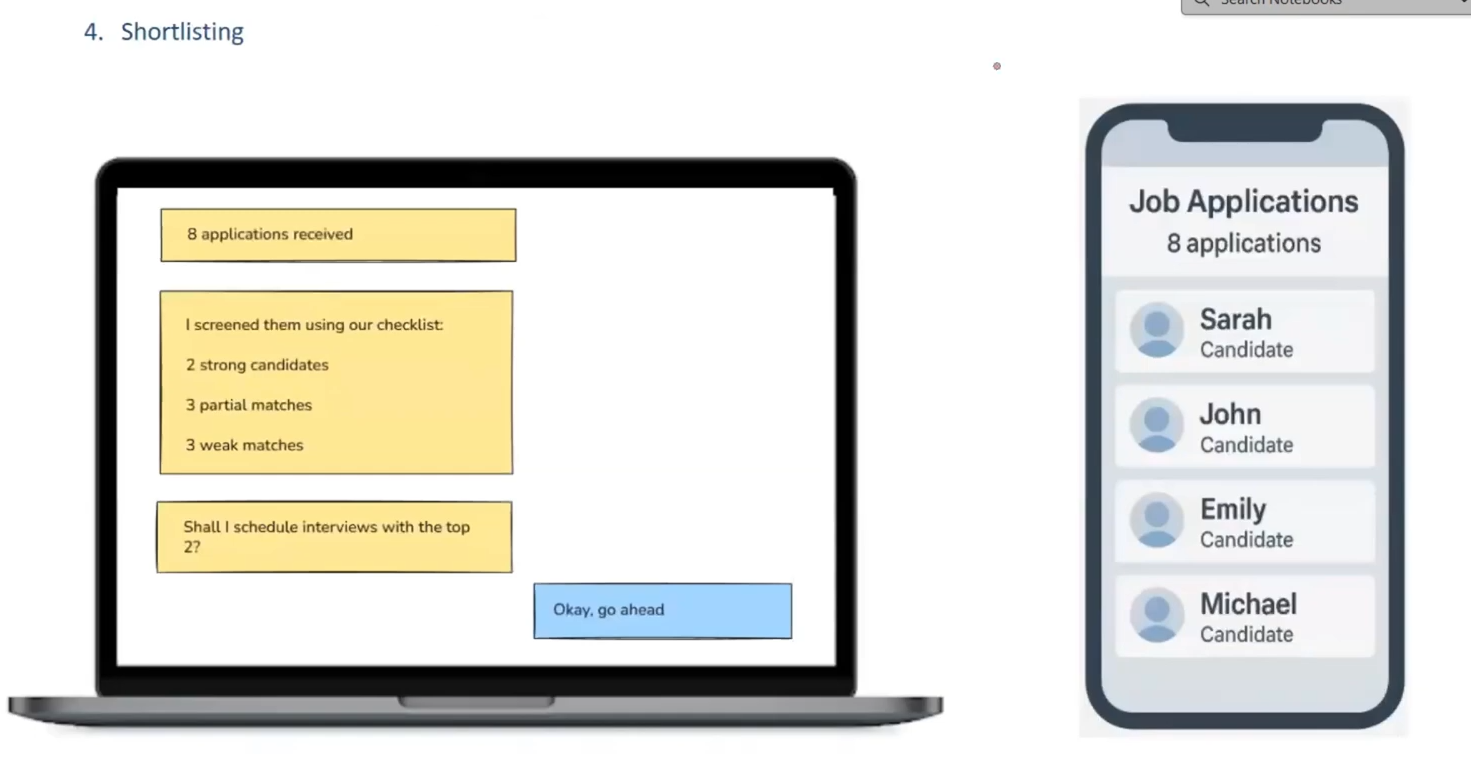 Search Notebooks
4. Shortlisting
8 applications received
I screened them using our checklist:
2 strong candidates
3 partial matches
3 weak matches
Shall I schedule interviews with the top
2?
Okay, go ahead
Job Applications
8 applications
Sarah
Candidate
John
Candidate
Emily
Candidate
Michael
Candidate